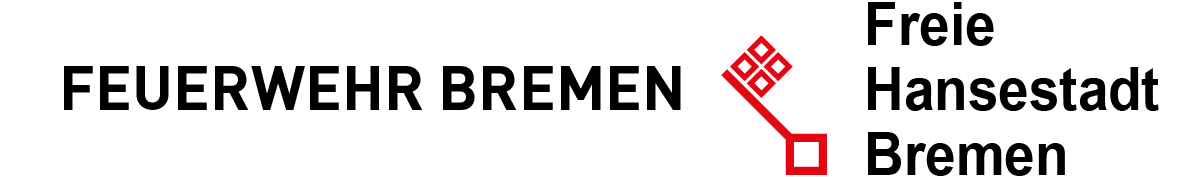 FEUERWEHR BREMEN
Freie
Hansestadt
Bremen